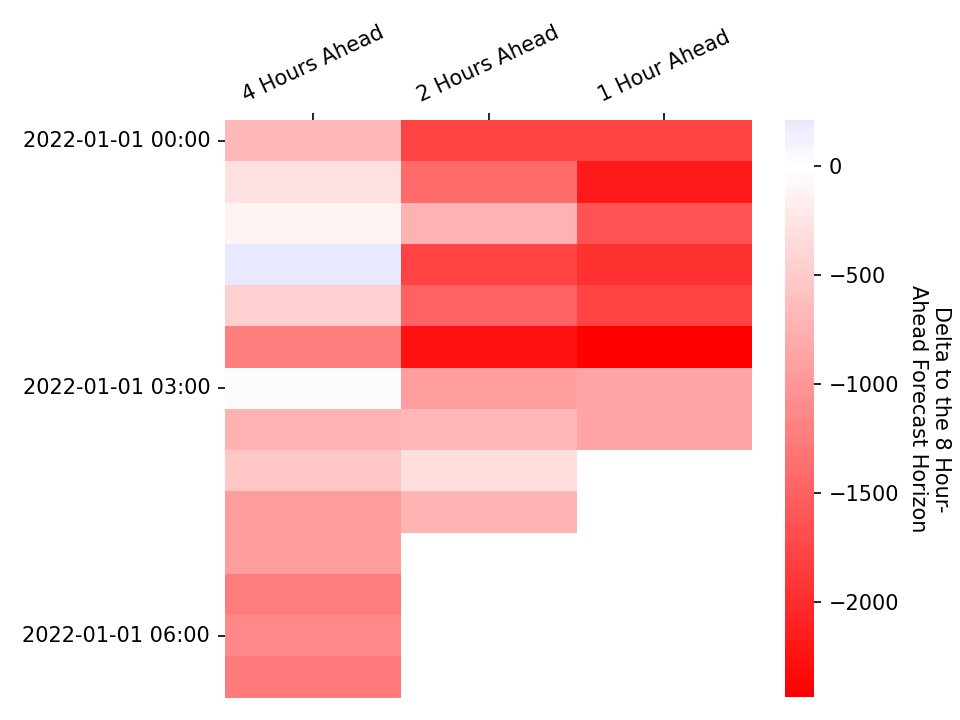 4 Hours Ahead
2 Hours Ahead
1 Hour Ahead
2022-01-01 00:00
2022-01-01 03:00
2022-01-01 06:00
0
−500
−1000
−1500
−2000
Delta to the 8 Hour-
Ahead Forecast Horizon